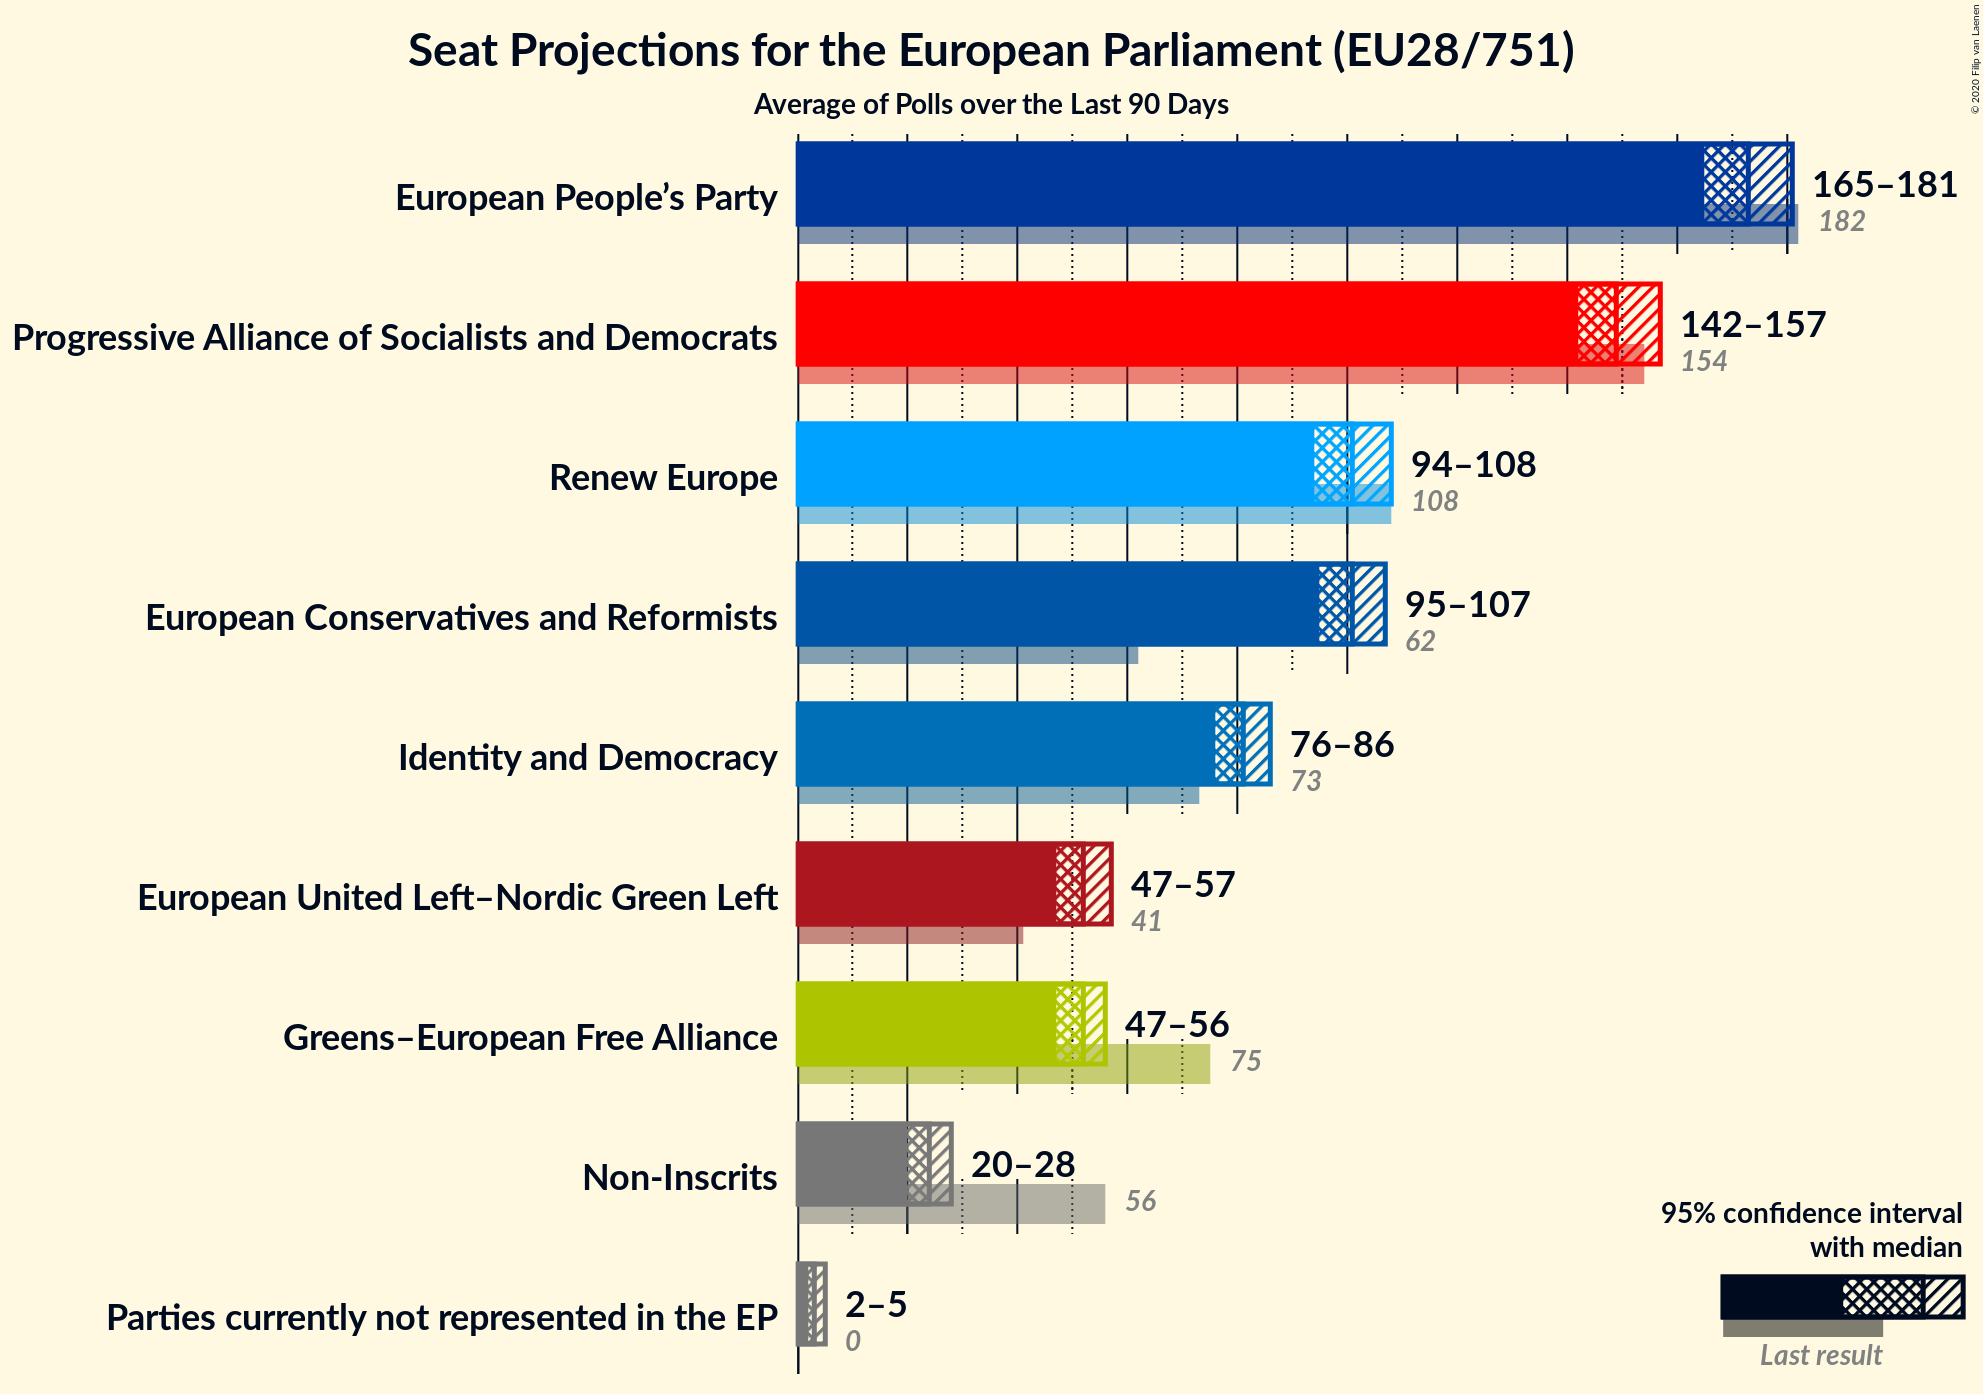 Seat Projections for the European Parliament (EU28/751)
Average of Polls over the Last 90 Days
© 2020 Filip van Laenen
European People’s Party
165–181
182
Progressive Alliance of Socialists and Democrats
142–157
154
Renew Europe
94–108
108
European Conservatives and Reformists
95–107
62
Identity and Democracy
76–86
73
European United Left–Nordic Green Left
47–57
41
Greens–European Free Alliance
47–56
75
Non-Inscrits
20–28
56
Parties currently not represented in the EP
2–5
0
95% confidence interval
with median
Last result